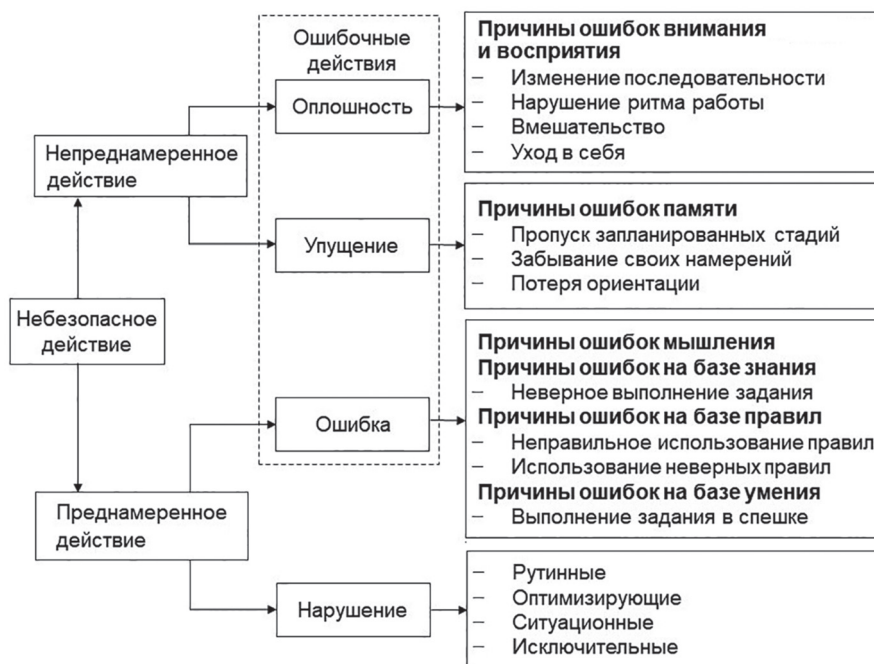 Ошибочные
действия
Оплошность
Упущение
Ошибка
Нарушение
Непреднамеренное
действие
Небезопасное
действие
Преднамеренное
действие
Причины ошибок внимания
и восприятия
– Изменение последовательности
– Нарушение ритма работы
– Вмешательство
– Уход в себя
Причины ошибок памяти
– Пропуск запланированных стадий
– Забывание своих намерений
– Потеря ориентации
Причины ошибок мышления
Причины ошибок на базе знания
– Неверное выполнение задания
Причины ошибок на базе правил
– Неправильное использование правил
– Использование неверных правил
Причины ошибок на базе умения
– Выполнение задания в спешке
– Рутинные
– Оптимизирующие
– Ситуационные
– Исключительные